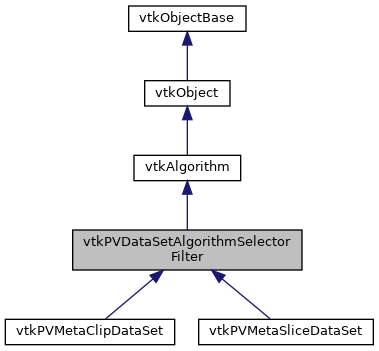 vtkObjectBase
vtkObject
vtkAlgorithm
vtkPVDataSetAlgorithmSelector
Filter
vtkPVMetaClipDataSet
vtkPVMetaSliceDataSet